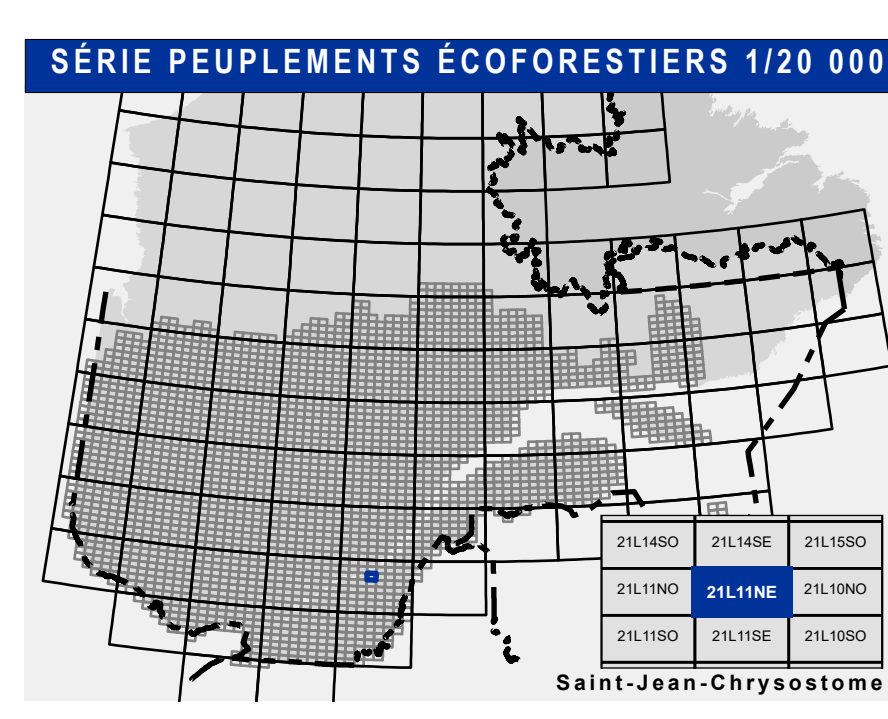 SÉRIE PEUPLEMENTS ÉCOFORESTIERS 1/20 000
21L14SO 21L14SE 21L15SO
21L11NO 21L11NE 21L10NO
21L11SO 21L11SE 21L10SO
Saint-Jean-Chrysostome